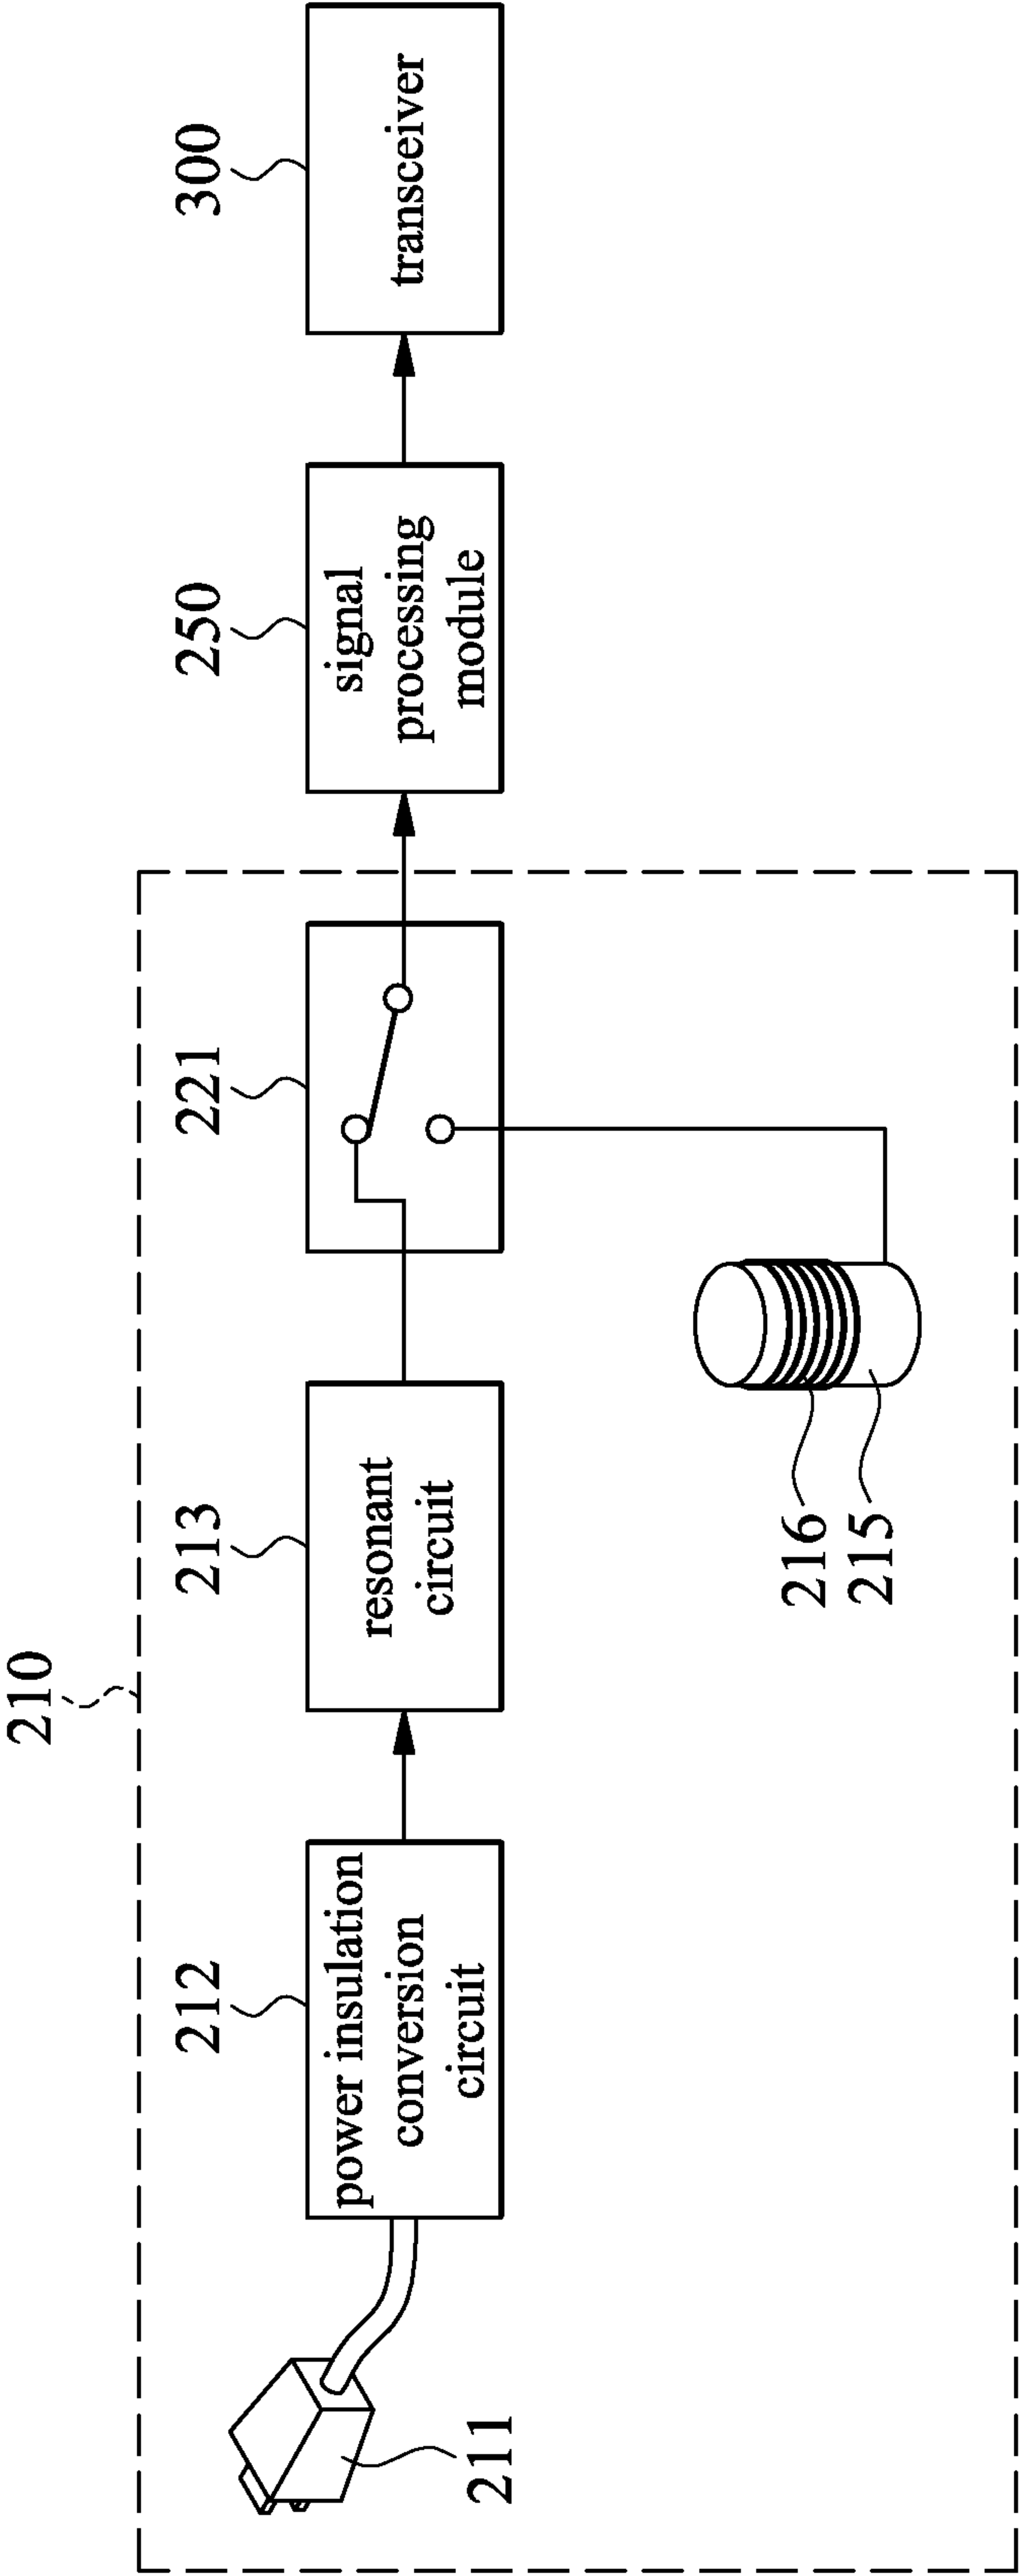 210
211
212
power insulation
conversion
circuit
213
resonant
circuit
221
250
signal
processing
module
300
transceiver
216
215